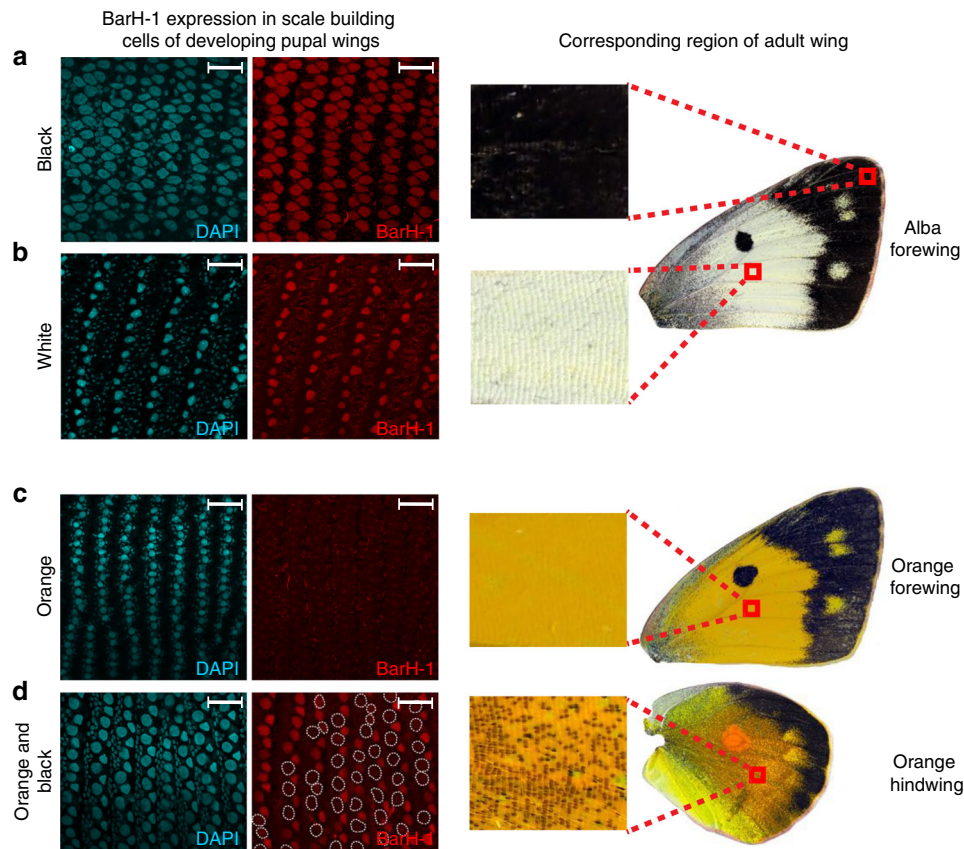 BarH-1 expression in scale building
cells of developing pupal wings
Corresponding region of adult wing
a
Black
DAPI
BarH-1
b
White
DAPI
BarH-1
Alba
forewing
c
Orange
DAPI
BarH-1
Orange
forewing
d
Orange and
black
DAPI
BarH-1
Orange
hindwing